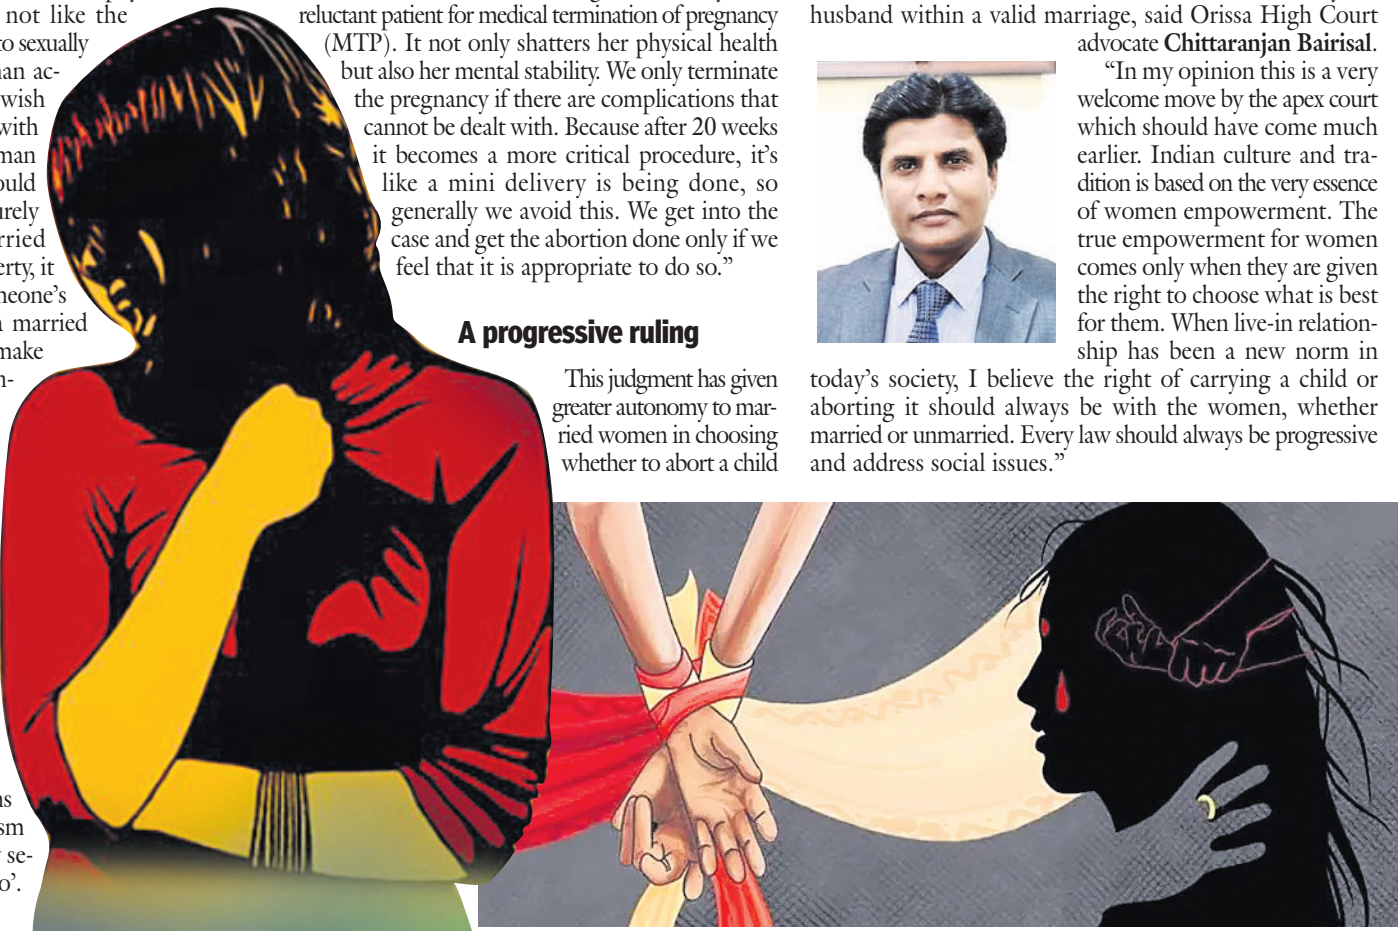 not like the
to sexually
an ac-
wish
with
man
ould
urely
rried
erty, it
neone's
married
make
n-
ns
sm
se-
o'.
reluctant patient for medical termination of pregnancy
(MTP). It not only shatters her physical health
but also her mental stability. We only terminate
the pregnancy if there are complications that
cannot be dealt with. Because after 20 weeks
it becomes a more critical procedure, it's
like a mini delivery is being done, so
generally we avoid this. We get into the
case and get the abortion done only if we
feel that it is appropriate to do so."
A progressive ruling
This judgment has given
greater autonomy to mar-
ried women in choosing
whether to abort a child
husband within a valid marriage, said Orissa High Court
advocate Chittaranjan Bairisal.
"In my opinion this is a very
welcome move by the apex court
which should have come much
earlier. Indian culture and tra-
dition is based on the very essence
of women empowerment. The
true empowerment for women
comes only when they are given
the right to choose what is best
for them. When live-in relation-
ship has been a new norm in
today's society, I believe the right of carrying a child or
aborting it should always be with the women, whether
married or unmarried. Every law should always be progressive
and address social issues."